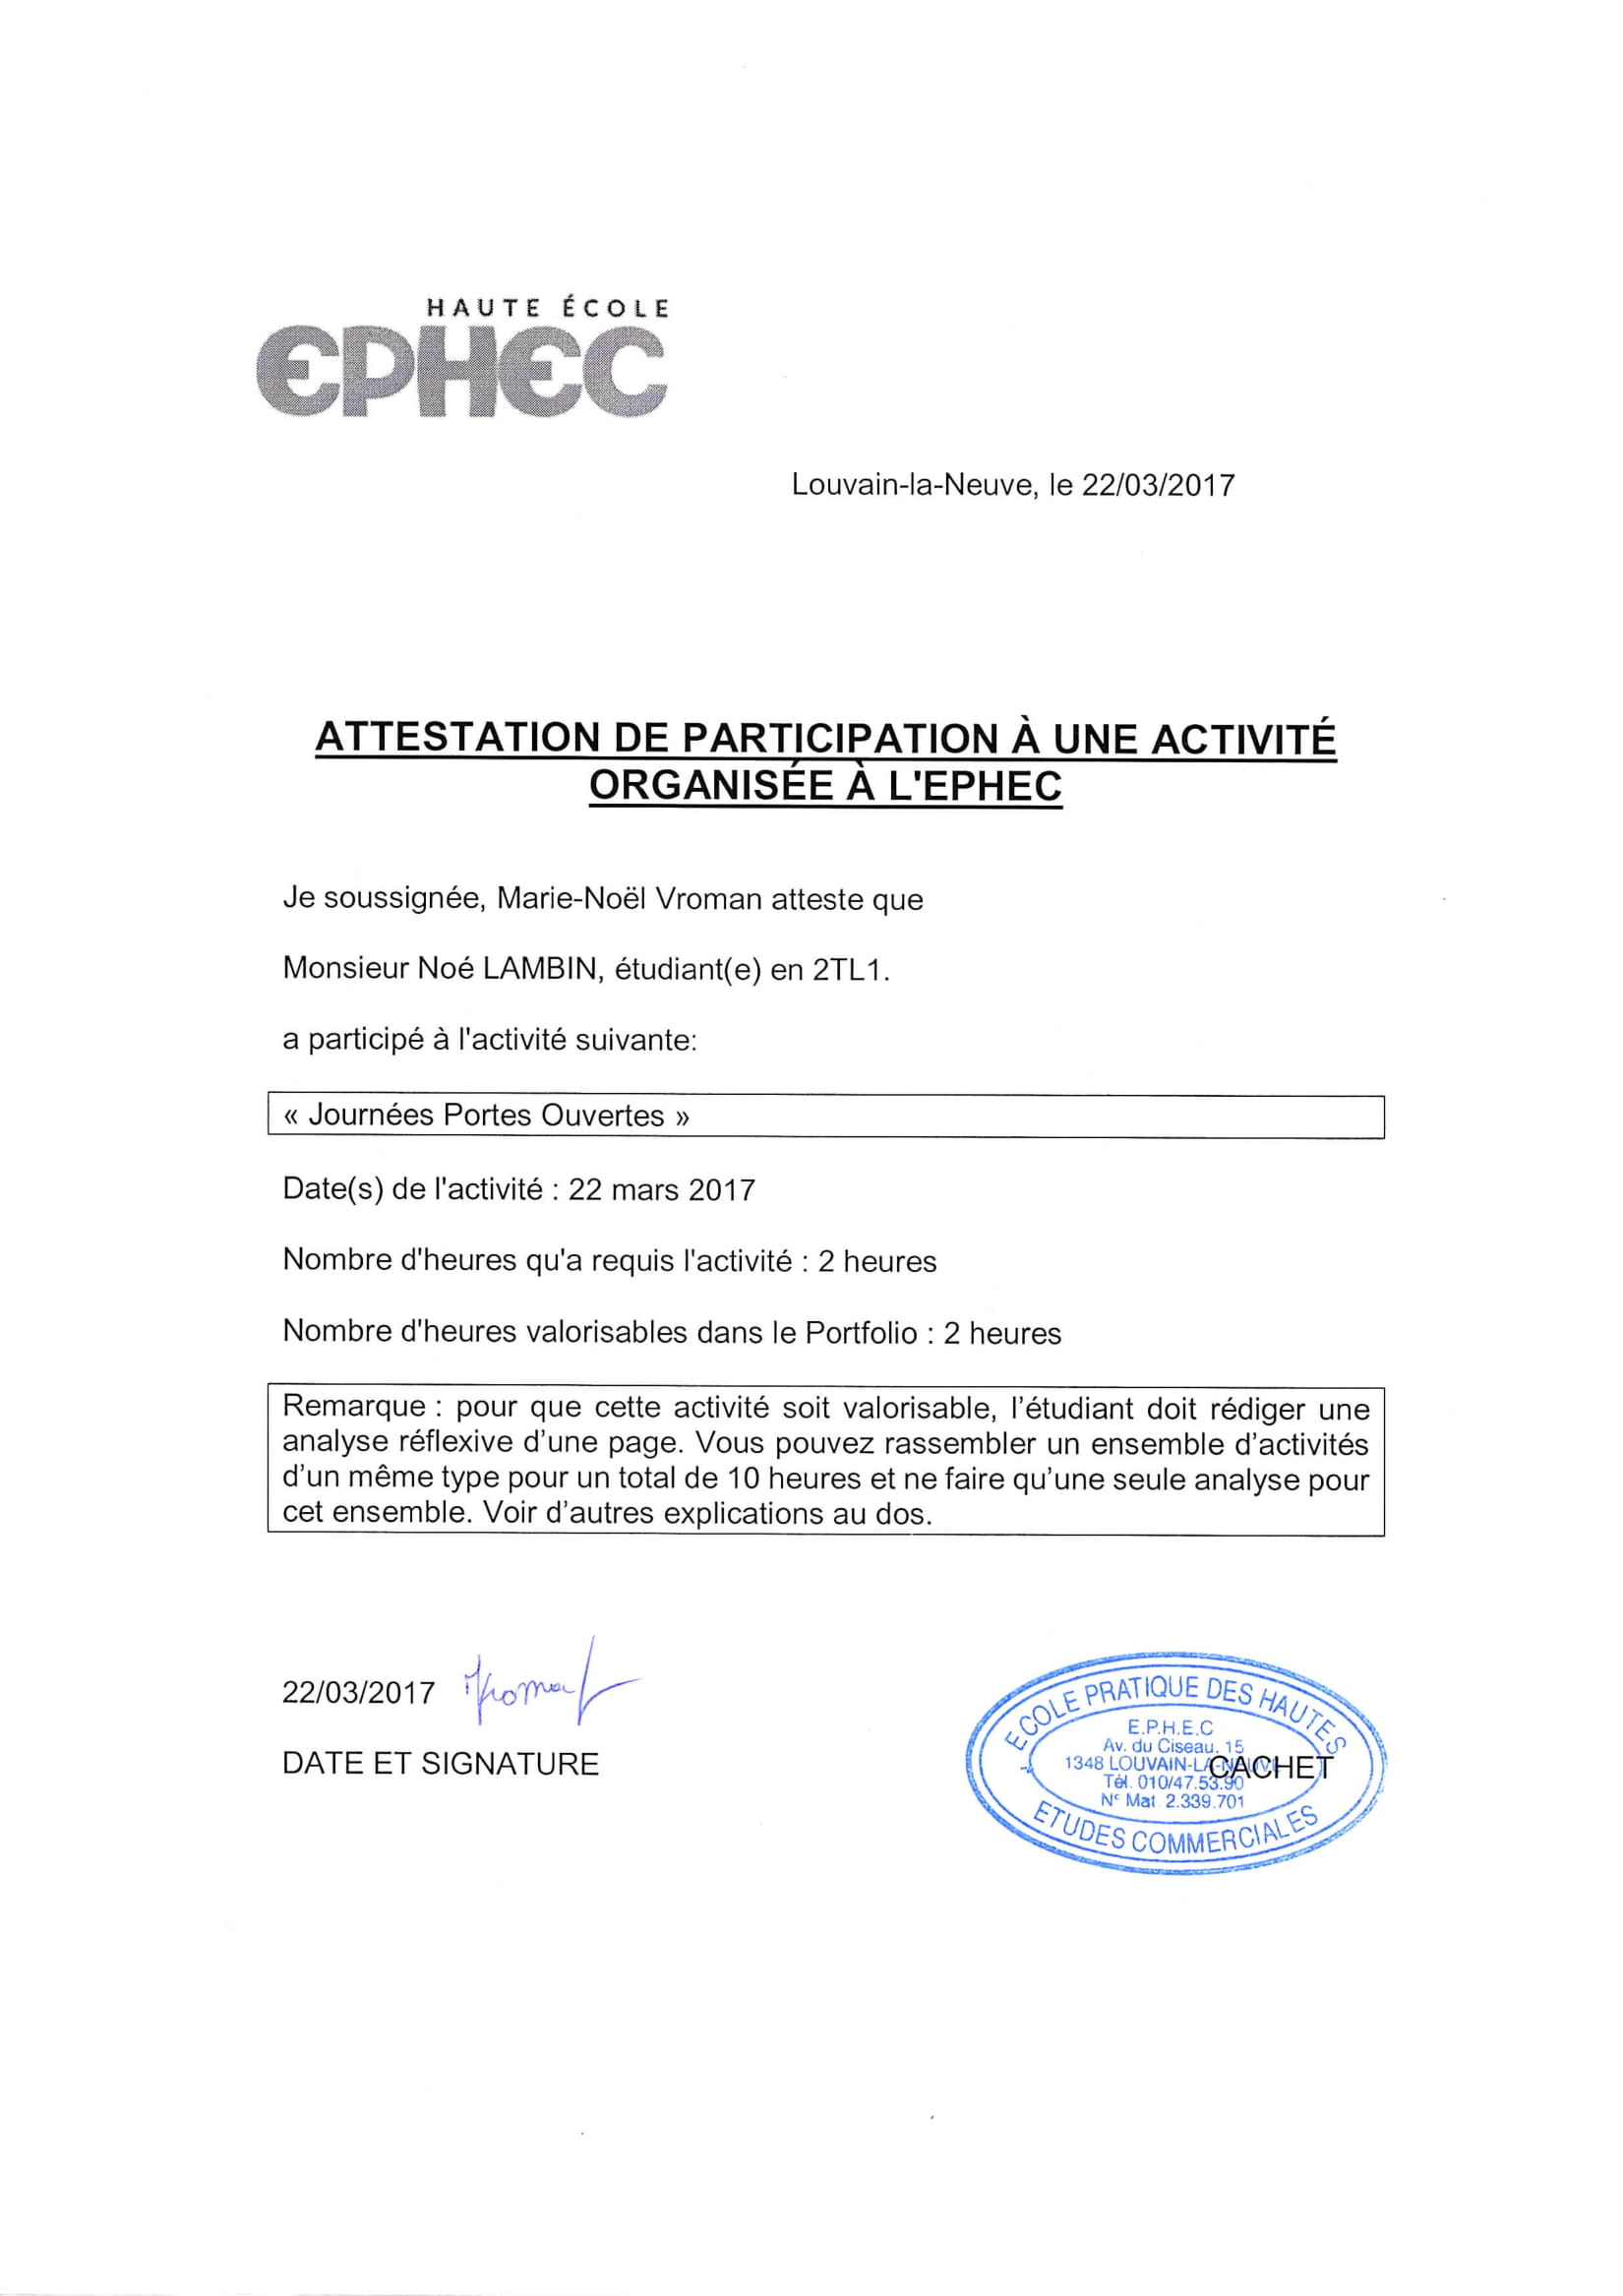 HAUTE ÉCOLE
EPHEC
Louvain-la-Neuve, le 22/03/2017
ATTESTATION DE PARTICIPATION À UNE ACTIVITÉ
ORGANISÉE À L'EPHEC
Je soussignée, Marie-Noël Vroman atteste que
Monsieur Noé LAMBIN, étudiant(e) en 2TL1.
a participé à l'activité suivante:
« Journées Portes Ouvertes »
Date(s) de l'activité : 22 mars 2017
Nombre d'heures qu'a requis l'activité : 2 heures
Nombre d'heures valorisables dans le Portfolio : 2 heures
Remarque : pour que cette activité soit valorisable, l’étudiant doit rédiger une
analyse réflexive d’une page. Vous pouvez rassembler un ensemble d’activités
d’un même type pour un total de 10 heures et ne faire qu’une seule analyse pour
cet ensemble. Voir d’autres explications au dos.
22/03/2017
DATE ET SIGNATURE
ECOLE PRATIQUE DES HAUTES
E.P.H.E.C
Av. du Ciseau, 15
1348 LOUVAIN-LA-NEUVE
Tél. 010/47.53.90
N° Mat 2.339.701
ETUDES COMMERCIALES
CACHET